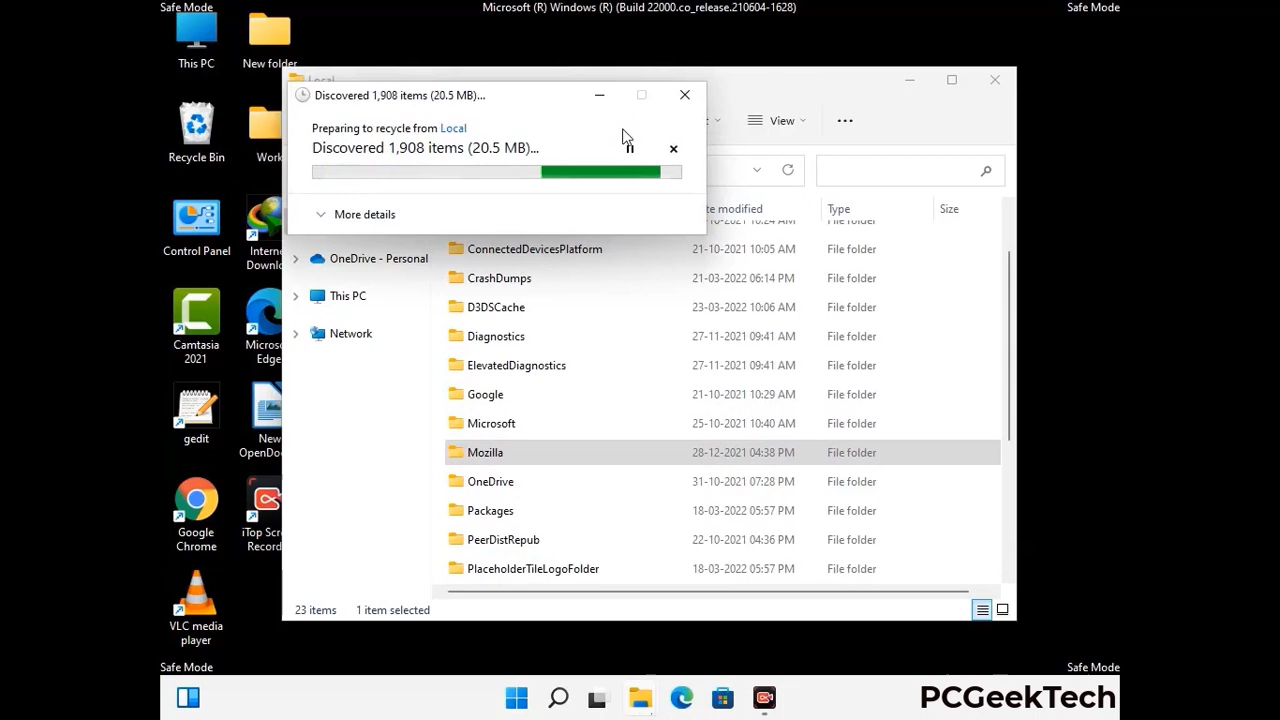 Safe Mode
Microsoft (R) Windows (R) (Build 22000.co_release.210604-1628)
Safe Mode
This PC
New folder
Recycle Bin
Work
Control Panel
Camtasia
2021
Edge
gedit
New
Google
Chrome
VLC media
player
Local
Discovered 1,908 items (20.5 MB)...
Preparing to recycle from Local
Discovered 1,908 items (20.5 MB)...
More details
View
OneDrive - Personal
This PC
Network
Type
Size
ConnectedDevicesPlatform 21-10-2021 10:05 AM File folder
CrashDumps 21-03-2022 06:14 PM File folder
D3DSCache 23-03-2022 10:06 AM File folder
Diagnostics 27-11-2021 09:41 AM File folder
ElevatedDiagnostics 27-11-2021 09:41 AM File folder
Google 21-10-2021 10:29 AM File folder
Microsoft 25-10-2021 10:40 AM File folder
Mozilla 28-12-2021 04:38 PM File folder
OneDrive 31-10-2021 07:28 PM File folder
Packages 18-03-2022 05:57 PM File folder
PeerDistRepub 22-10-2021 04:36 PM File folder
PlaceholderTileLogoFolder 18-03-2022 05:57 PM File folder
23 items 1 item selected
Safe Mode
Safe Mode
PCGeekTech